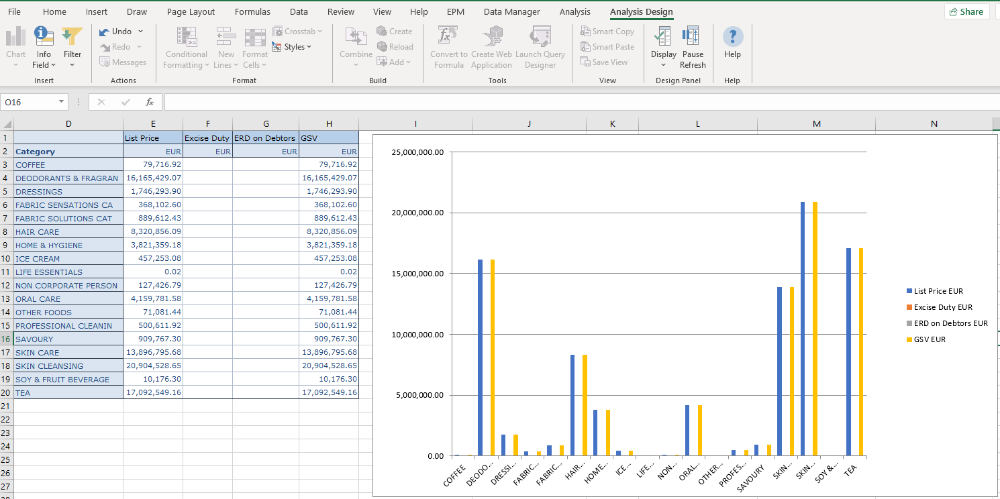 File Home Insert Draw Page Layout Formulas Data Review View Help EPM Data Manager Analysis Analysis Design Share
Undo Crosstab Create Smart Copy
Redo Styles Reload Smart Paste
Chart Info Filter Conditional New Format Combine Convert to Create Web Launch Query Display Pause Help
Field Messages Formatting Lines Cells Add Formula Application Designer Save View Refresh
Insert Actions Format Build Tools View Design Panel Help
O16 fx
D E F G H I J K L M N
1 List Price Excise Duty ERD on Debtors GSV
2 Category EUR EUR EUR EUR
3 COFFEE 79,716.92 79,716.92
4 DEODORANTS & FRAGRAN 16,165,429.07 16,165,429.07
5 DRESSINGS 1,746,293.90 1,746,293.90
6 FABRIC SENSATIONS CA 368,102.60 368,102.60
7 FABRIC SOLUTIONS CAT 889,612.43 889,612.43
8 HAIR CARE 8,320,856.09 8,320,856.09
9 HOME & HYGIENE 3,821,359.18 3,821,359.18
10 ICE CREAM 457,253.08 457,253.08
11 LIFE ESSENTIALS 0.02 0.02
12 NON CORPORATE PERSON 127,426.79 127,426.79
13 ORAL CARE 4,159,781.58 4,159,781.58
14 OTHER FOODS 71,081.44 71,081.44
15 PROFESSIONAL CLEANIN 500,611.92 500,611.92
16 SAVOURY 909,767.30 909,767.30
17 SKIN CARE 13,896,795.68 13,896,795.68
18 SKIN CLEANSING 20,904,528.65 20,904,528.65
19 SOY & FRUIT BEVERAGE 10,176.30 10,176.30
20 TEA 17,092,549.16 17,092,549.16
21
22
23
24
25
26
27
25,000,000.00
20,000,000.00
15,000,000.00
10,000,000.00
5,000,000.00
0.00
COFFEE DEODO... DRESSI... FABRIC... FABRIC... HAIR... HOME... ICE... LIFE... NON... ORAL... OTHER... PROFES... SAVOURY SKIN... SKIN... SOY &... TEA
List Price EUR
Excise Duty EUR
ERD on Debtors EUR
GSV EUR